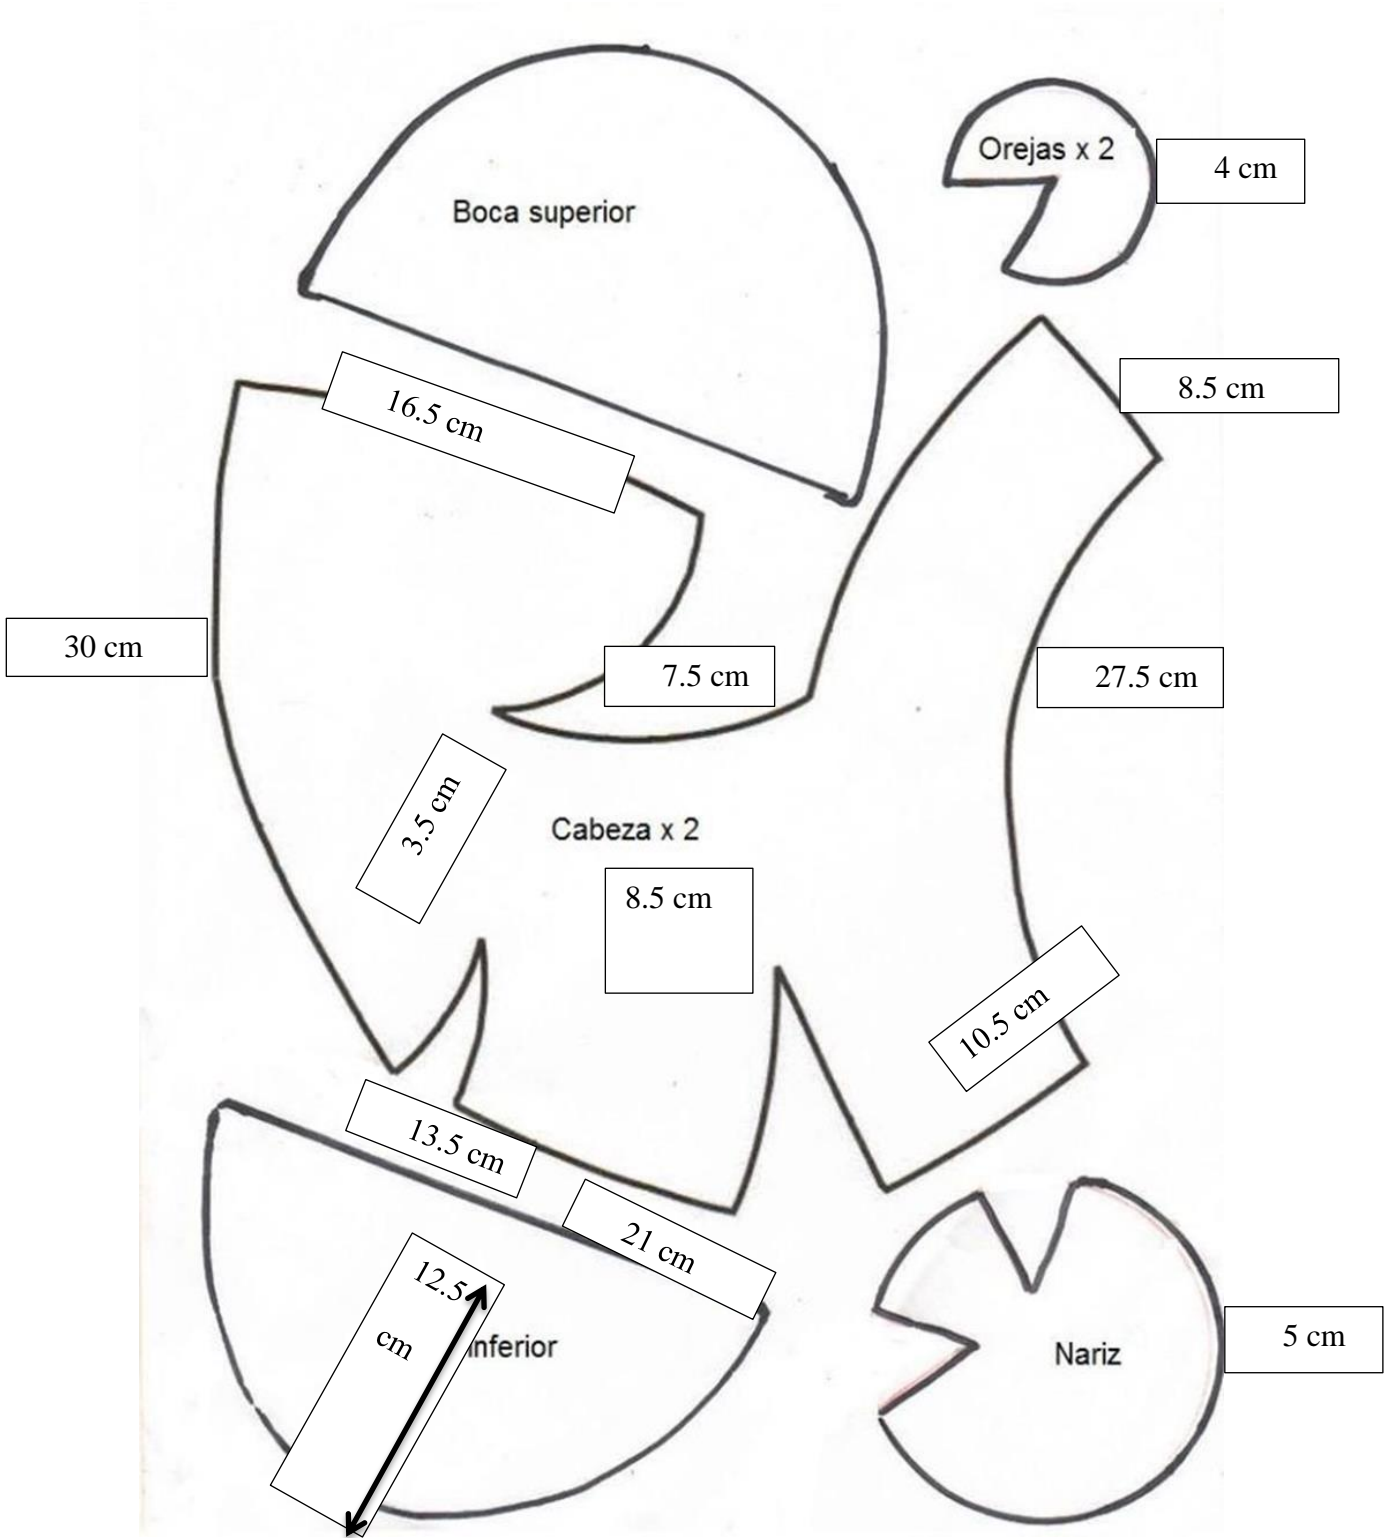 Orejas x 2
4 cm
Boca superior
8.5 cm
16.5 cm
30 cm
7.5 cm
27.5 cm
3.5 cm
Cabeza x 2
8.5 cm
10.5 cm
13.5 cm
21 cm
12.5
cm
inferior
Nariz
5 cm